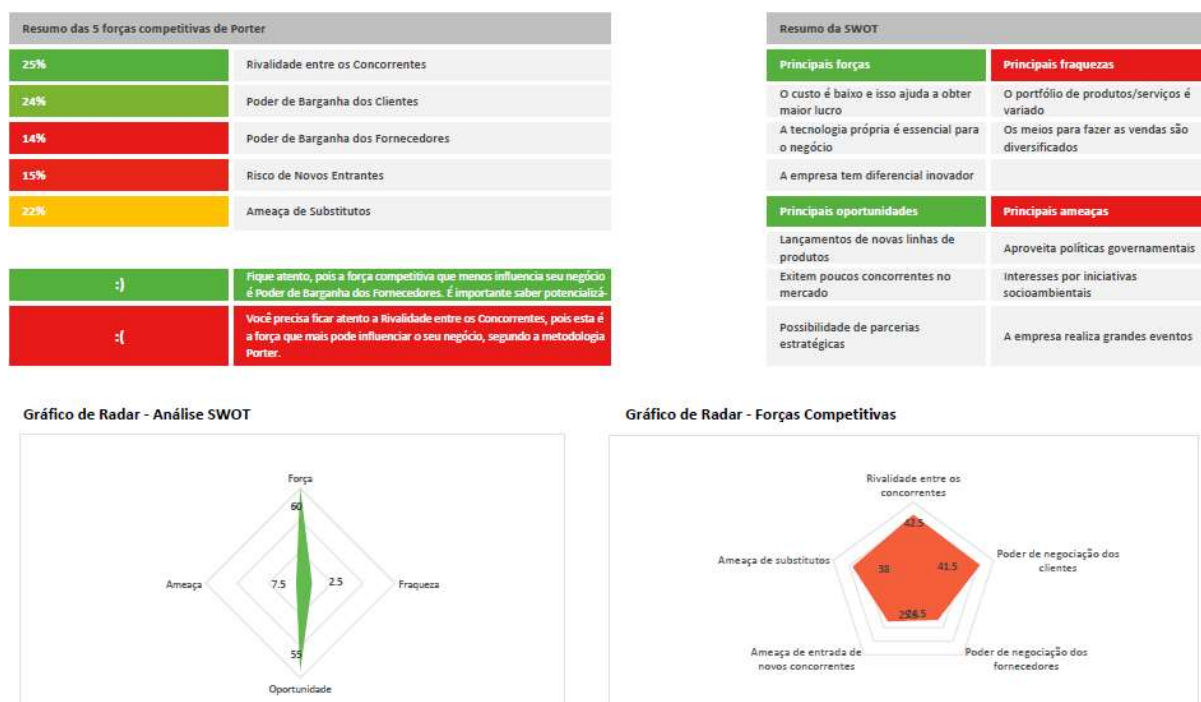 Resumo das 5 forças competitivas de Porter
25%
Rivalidade entre os Concorrentes
24%
Poder de Barganha dos Clientes
14%
Poder de Barganha dos Fornecedores
15%
Risco de Novos Entrantes
22%
Ameaça de Substitutos
:)
Fique atento, pois a força competitiva que menos influencia seu negócio
é Poder de Barganha dos Fornecedores. É importante saber potencializá-
:(
Você precisa ficar atento a Rivalidade entre os Concorrentes, pois esta é
a força que mais pode influenciar o seu negócio, segundo a metodologia
Porter.
Resumo da SWOT
Principais forças
Principais fraquezas
O custo é baixo e isso ajuda a obter
maior lucro
O portfólio de produtos/serviços é
variado
A tecnologia própria é essencial para
o negócio
Os meios para fazer as vendas são
diversificados
A empresa tem diferencial inovador
Principais oportunidades
Principais ameaças
Lançamentos de novas linhas de
produtos
Aproveita políticas governamentais
Exitem poucos concorrentes no
mercado
Interesses por iniciativas
socioambientais
Possibilidade de parcerias
estratégicas
A empresa realiza grandes eventos
Gráfico de Radar - Análise SWOT
Força
60
Ameaça
7.5
2.5
Fraqueza
55
Oportunidade
Gráfico de Radar - Forças Competitivas
Rivalidade entre os
concorrentes
42.5
Ameaça de substitutos
38
41.5
Poder de negociação dos
clientes
Ameaça de entrada de
novos concorrentes
Poder de negociação dos
fornecedores